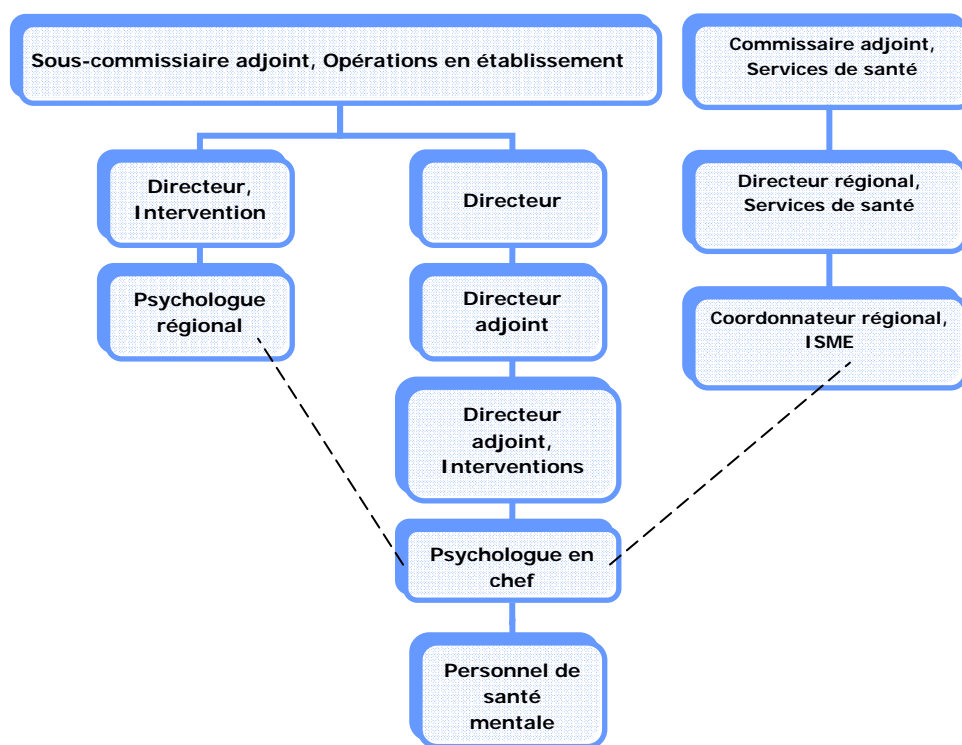 Sous-commissiaire adjoint, Opérations en établissement
Commissaire adjoint,
Services de santé
Directeur,
Intervention
Directeur
Directeur régional,
Services de santé
Psychologue
régional
Directeur
adjoint
Coordonnateur régional,
ISME
Directeur
adjoint,
Interventions
Psychologue en
chef
Personnel de
santé
mentale